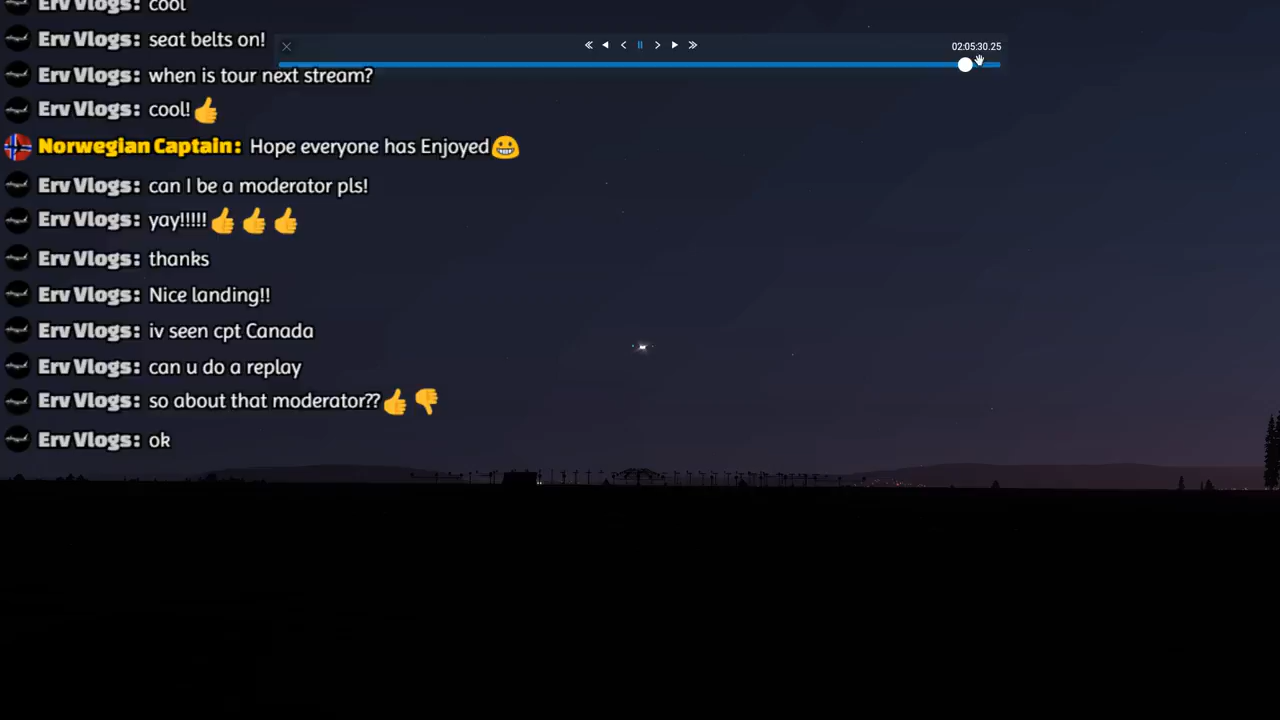 Erv Vlogs: cool
Erv Vlogs: seat belts on!
02:05:30.25
Erv Vlogs: when is tour next stream?
Erv Vlogs: cool!👍
Norwegian Captain: Hope everyone has Enjoyed😀
Erv Vlogs: can I be a moderator pls!
Erv Vlogs: yay!!!!!👍👍👍
Erv Vlogs: thanks
Erv Vlogs: Nice landing!!
Erv Vlogs: iv seen cpt Canada
Erv Vlogs: can u do a replay
Erv Vlogs: so about that moderator??👍👎
Erv Vlogs: ok